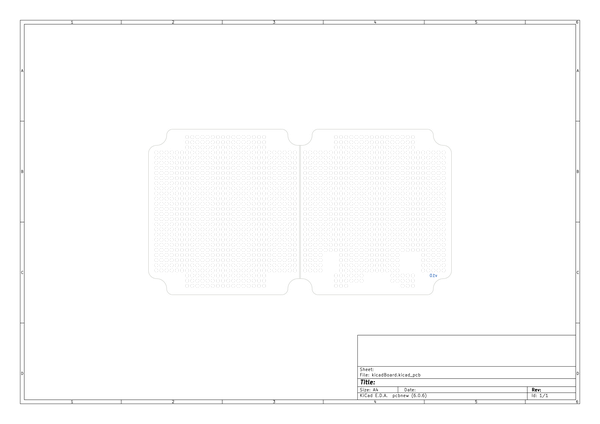 1 2 3 4 5 6
A A
B B
C C
D D
Sheet:
File: kicadBoard.kicad_pcb
Title:
Size: A4 Date: Rev:
KiCad E.D.A. pcbnew (6.0.6) Id: 1/1
1 2 3 4 5 6